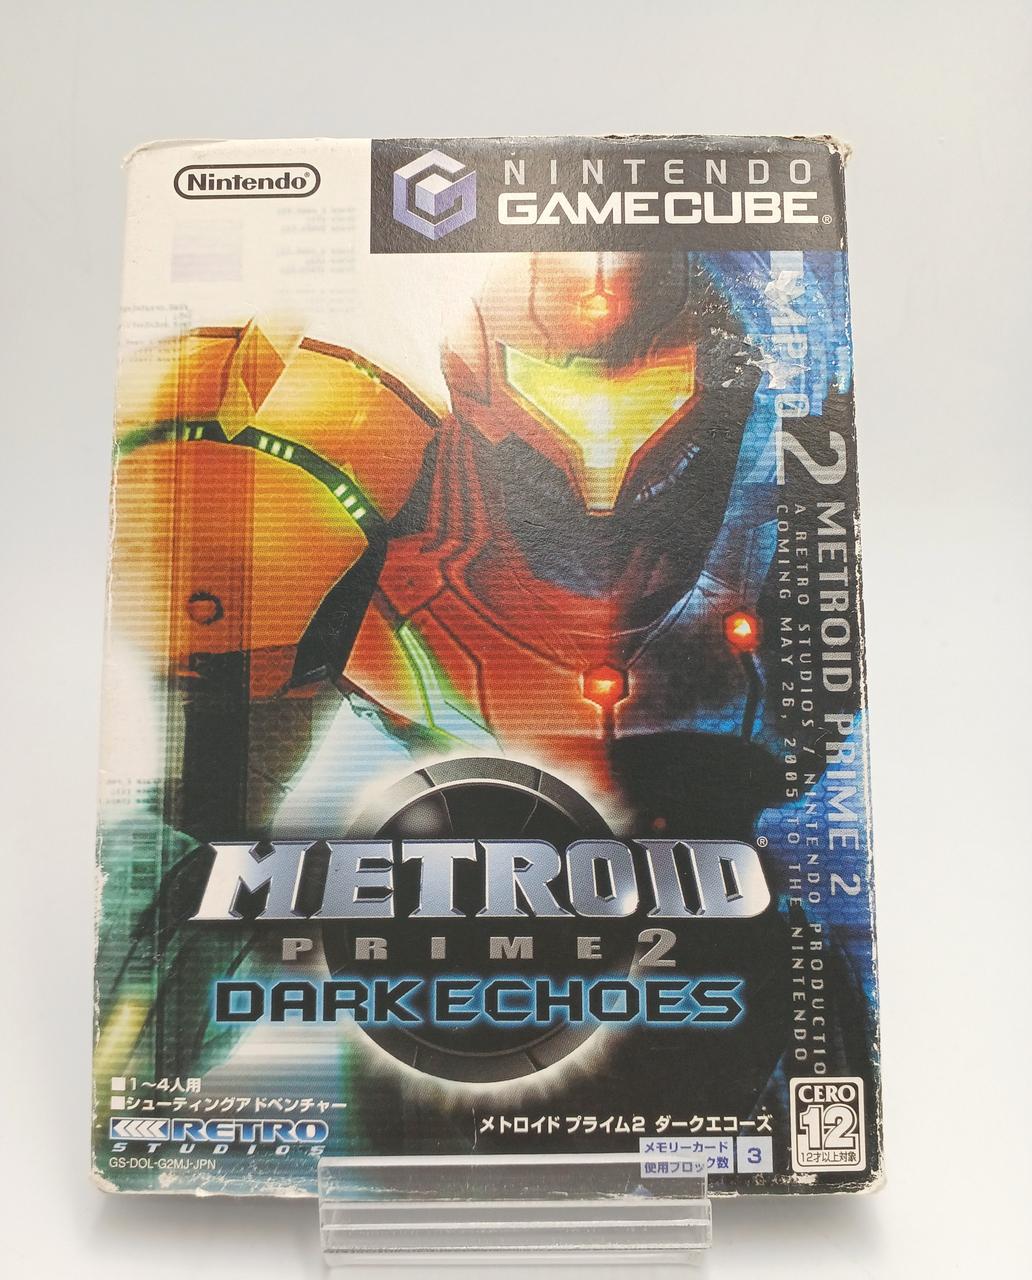 Nintendo®
NINTENDO
GAMECUBE®
MP:02
2 METROID PRIME 2
A RETRO STUDIOS / NINTENDO PRODUCTIO
COMING MAY 26, 2005 TO THE NINTENDO
METROID®
PRIME 2
DARK ECHOES
■1〜4人用
■シューティングアドベンチャー
RETRO
STUDIOS
GS-DOL-G2MJ-JPN
メトロイド プライム2 ダークエコーズ
メモリーカード
使用ブロック数
3
CERO
12
12才以上対象